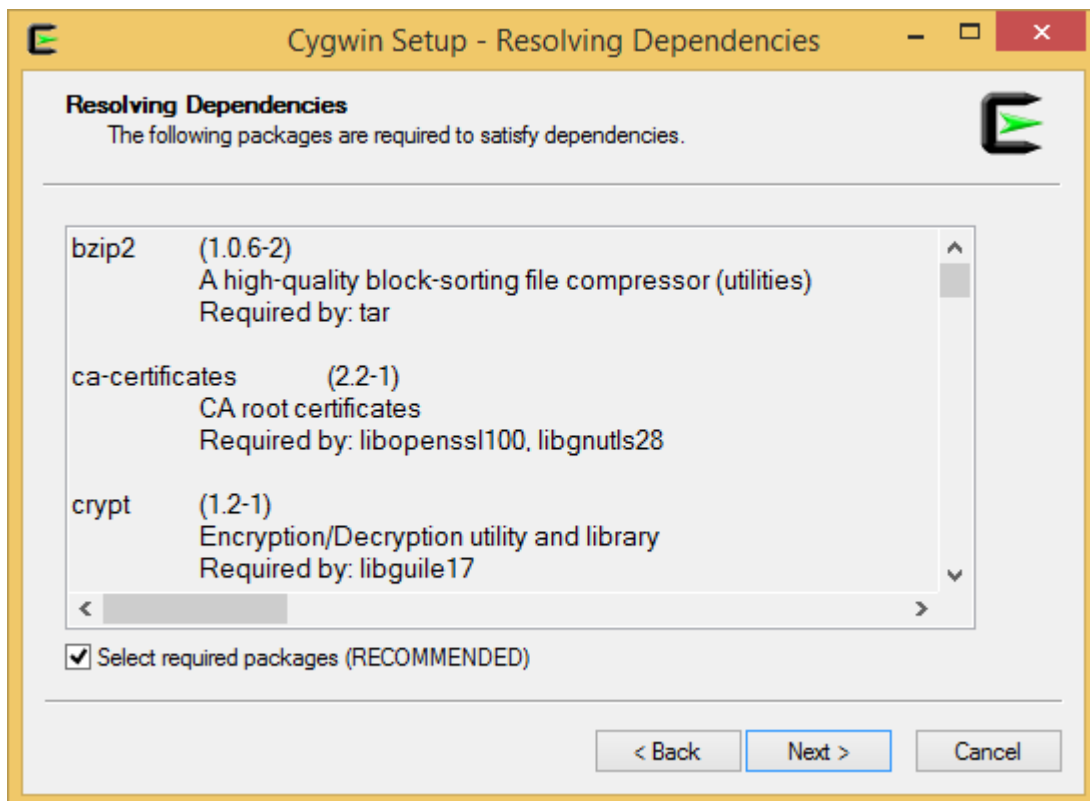 Cygwin Setup - Resolving Dependencies
Resolving Dependencies
The following packages are required to satisfy dependencies.
bzip2 (1.0.6-2)
A high-quality block-sorting file compressor (utilities)
Required by: tar
ca-certificates (2.2-1)
CA root certificates
Required by: libopenssl100, libgnutls28
crypt (1.2-1)
Encryption/Decryption utility and library
Required by: libguile17
Select required packages (RECOMMENDED)
< Back Next > Cancel